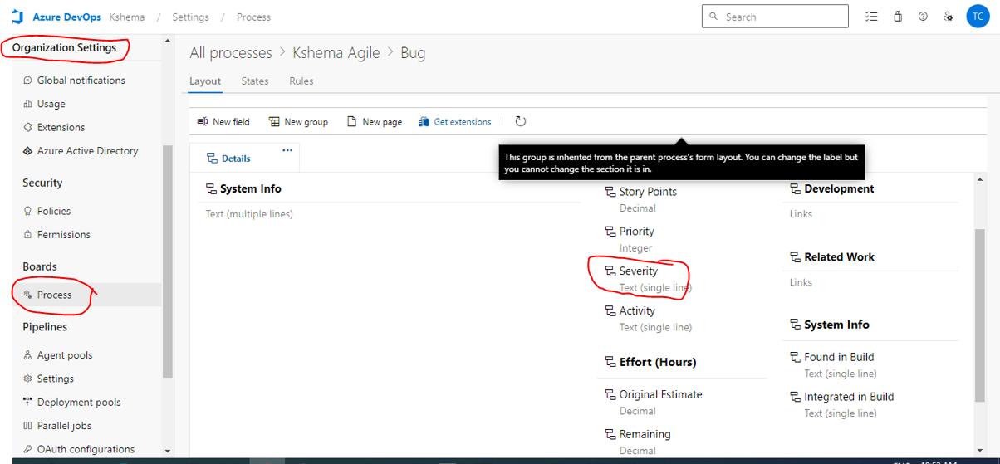 Azure DevOps Kshema / Settings / Process
Search
TC
Organization Settings
Global notifications
Usage
Extensions
Azure Active Directory
Security
Policies
Permissions
Boards
Process
Pipelines
Agent pools
Settings
Deployment pools
Parallel jobs
OAuth configurations
All processes > Kshema Agile > Bug
Layout States Rules
New field New group New page Get extensions
This group is inherited from the parent process's form layout. You can change the label but
you cannot change the section it is in.
Details
System Info
Text (multiple lines)
Story Points
Decimal
Priority
Integer
Severity
Text (single line)
Activity
Text (single line)
Effort (Hours)
Original Estimate
Decimal
Remaining
Decimal
Development
Links
Related Work
Links
System Info
Found in Build
Text (single line)
Integrated in Build
Text (single line)